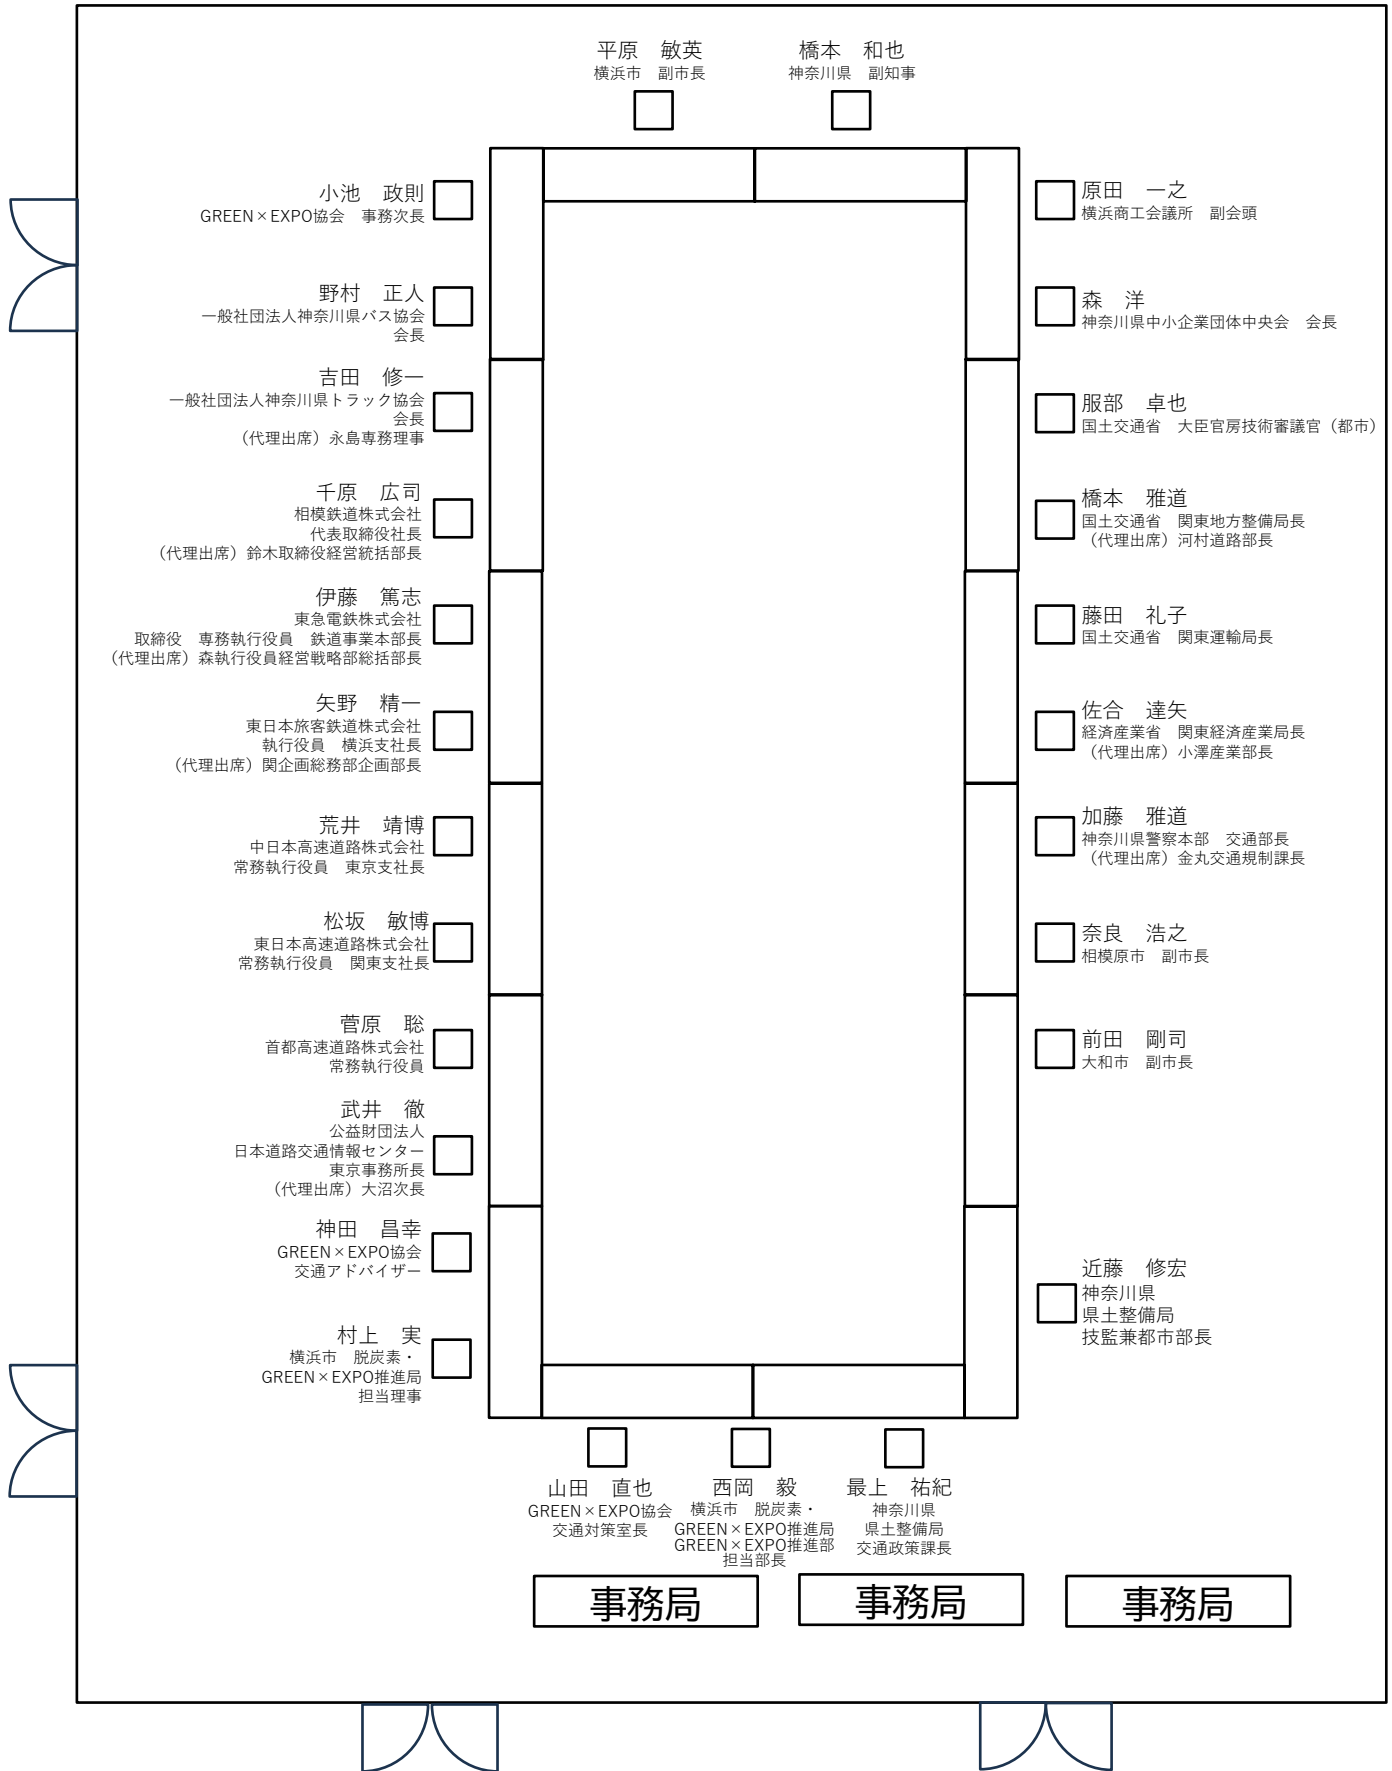 平原　敏英
横浜市　副市長
橋本　和也
神奈川県　副知事
小池　政則
GREEN×EXPO協会　事務次長
野村　正人
一般社団法人神奈川県バス協会
会長
吉田　修一
一般社団法人神奈川県トラック協会
会長
（代理出席）永島専務理事
千原　広司
相模鉄道株式会社
代表取締役社長
（代理出席）鈴木取締役経営統括部長
伊藤　篤志
東急電鉄株式会社
取締役　専務執行役員　鉄道事業本部長
（代理出席）森執行役員経営戦略部総括部長
矢野　精一
東日本旅客鉄道株式会社
執行役員　横浜支社長
（代理出席）関企画総務部企画部長
荒井　靖博
中日本高速道路株式会社
常務執行役員　東京支社長
松坂　敏博
東日本高速道路株式会社
常務執行役員　関東支社長
菅原　聡
首都高速道路株式会社
常務執行役員
武井　徹
公益財団法人
日本道路交通情報センター
東京事務所長
（代理出席）大沼次長
神田　昌幸
GREEN×EXPO協会
交通アドバイザー
村上　実
横浜市　脱炭素・
GREEN×EXPO推進局
担当理事
原田　一之
横浜商工会議所　副会頭
森　洋
神奈川県中小企業団体中央会　会長
服部　卓也
国土交通省　大臣官房技術審議官（都市）
橋本　雅道
国土交通省　関東地方整備局長
（代理出席）河村道路部長
藤田　礼子
国土交通省　関東運輸局長
佐合　達矢
経済産業省　関東経済産業局長
（代理出席）小澤産業部長
加藤　雅道
神奈川県警察本部　交通部長
（代理出席）金丸交通規制課長
奈良　浩之
相模原市　副市長
前田　剛司
大和市　副市長
近藤　修宏
神奈川県
県土整備局
技監兼都市部長
山田　直也
GREEN×EXPO協会
交通対策室長
西岡　毅
横浜市　脱炭素・
GREEN×EXPO推進局
GREEN×EXPO推進部
担当部長
最上　祐紀
神奈川県
県土整備局
交通政策課長
事務局
事務局
事務局